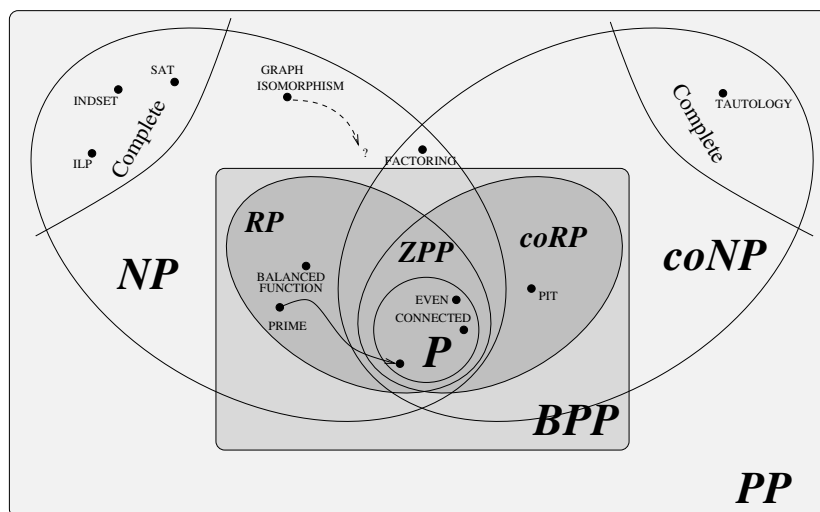 SAT
GRAPH
ISOMORPHISM
INDSET
TAUTOLOGY
Complete
Complete
ILP
?
FACTORING
RP
ZPP
coRP
NP
coNP
BALANCED
FUNCTION
EVEN
PIT
CONNECTED
PRIME
P
BPP
PP